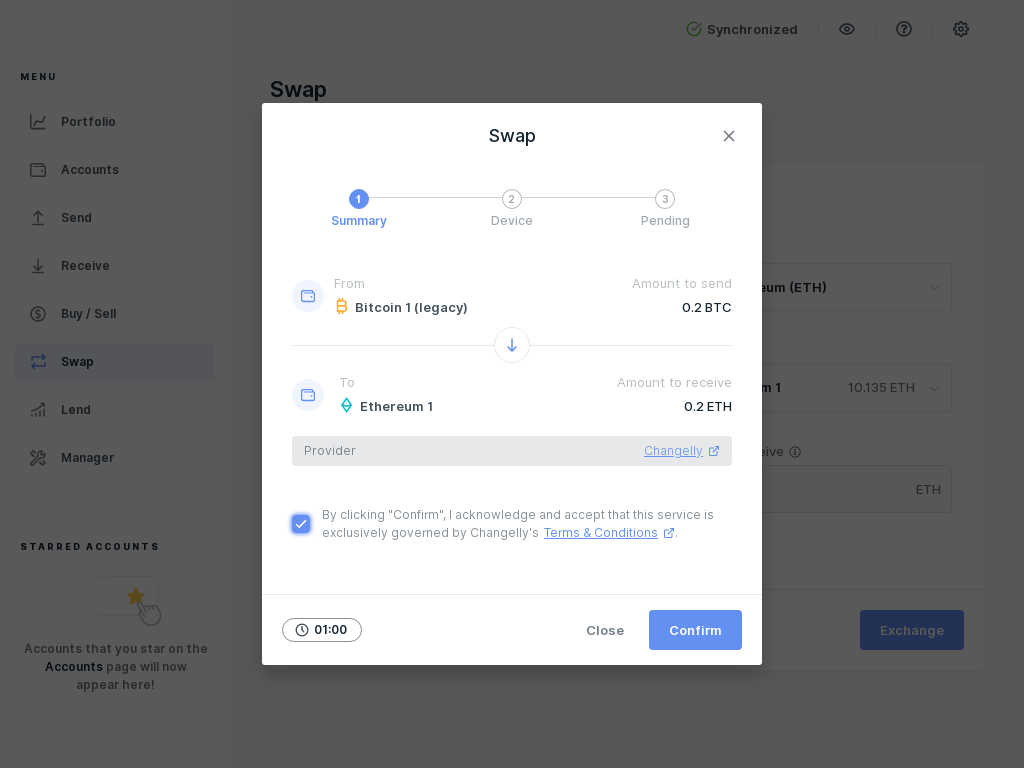 Synchronized
MENU
Portfolio
Accounts
Send
Receive
Buy / Sell
Swap
Lend
Manager
STARRED ACCOUNTS
Accounts that you star on the
Accounts page will now
appear here!
Swap
Swap
1
2
3
Summary
Device
Pending
From
Amount to send
Bitcoin 1 (legacy)
0.2 BTC
To
Amount to receive
Ethereum 1
0.2 ETH
Provider
Changelly
By clicking "Confirm", I acknowledge and accept that this service is
exclusively governed by Changelly's Terms & Conditions.
01:00
Close
Confirm
(ETH)
1
10.135 ETH
ETH
Exchange